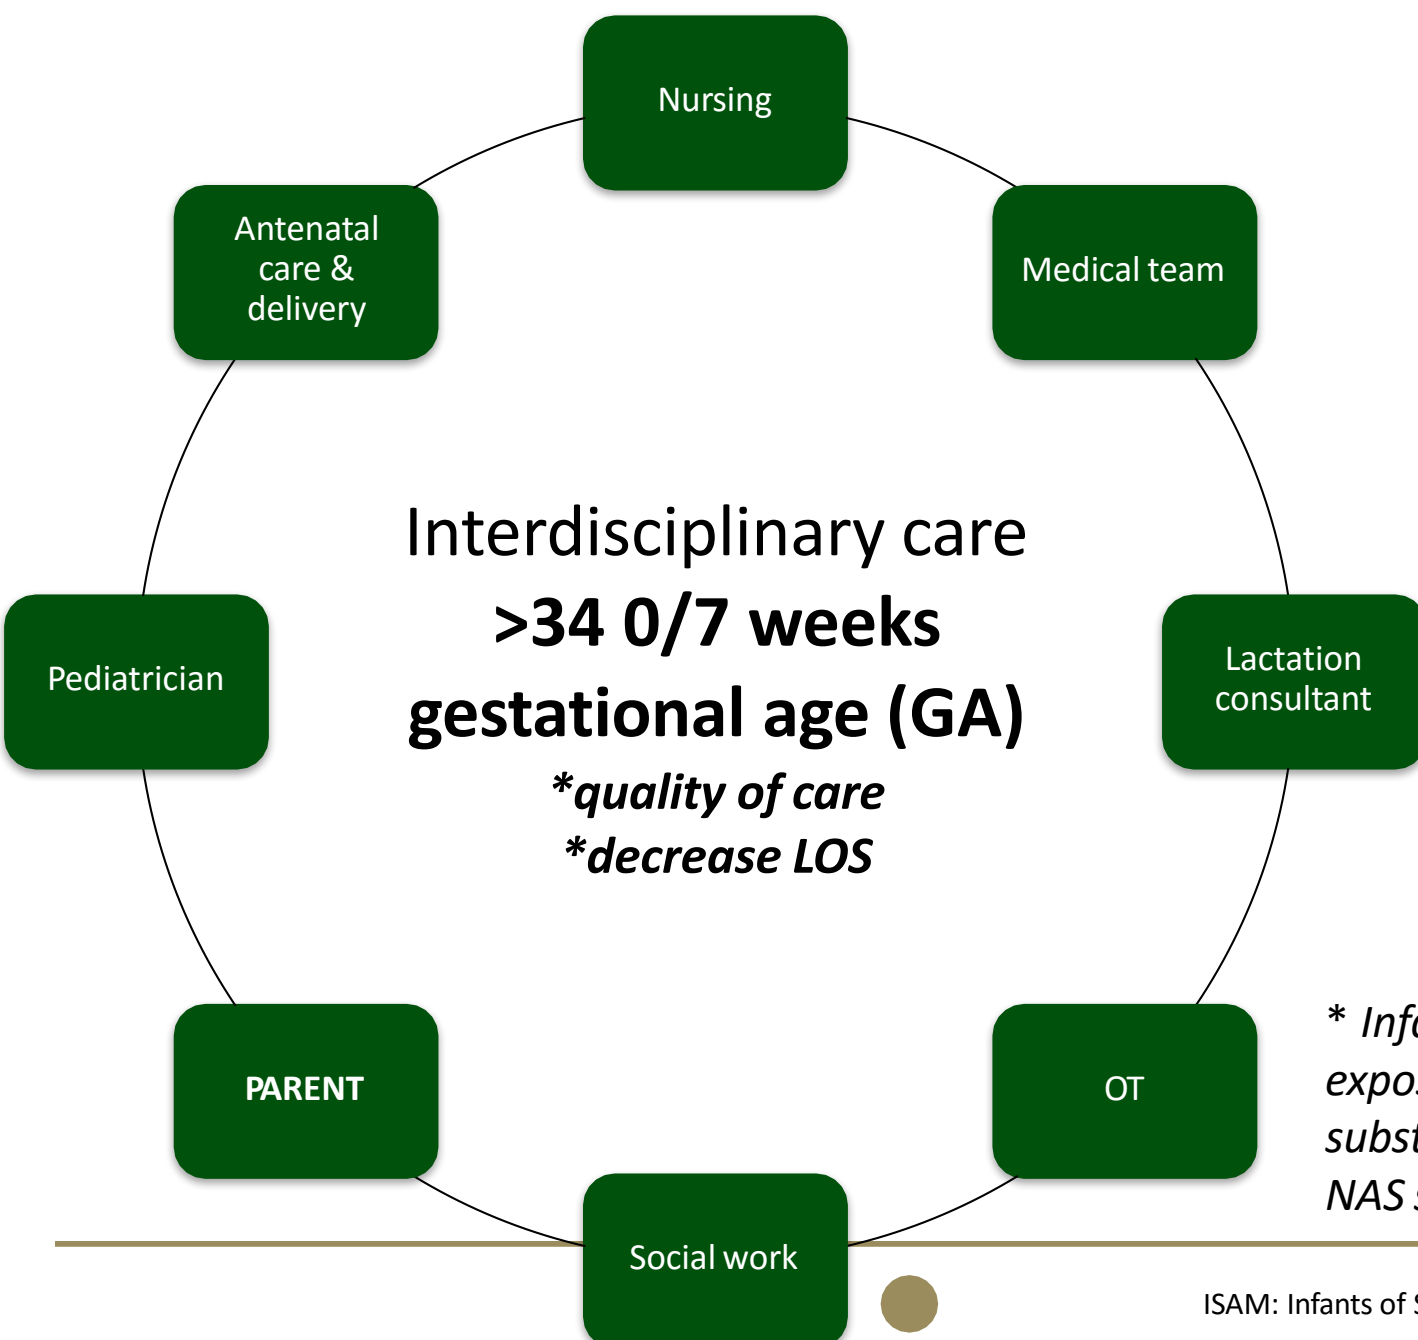 Nursing
Antenatal
care &
delivery
Medical team
Interdisciplinary care
>34 0/7 weeks
gestational age (GA)
*quality of care
*decrease LOS
Pediatrician
Lactation
consultant
PARENT
OT
*
NAS
Social work
ISAM: Infants of